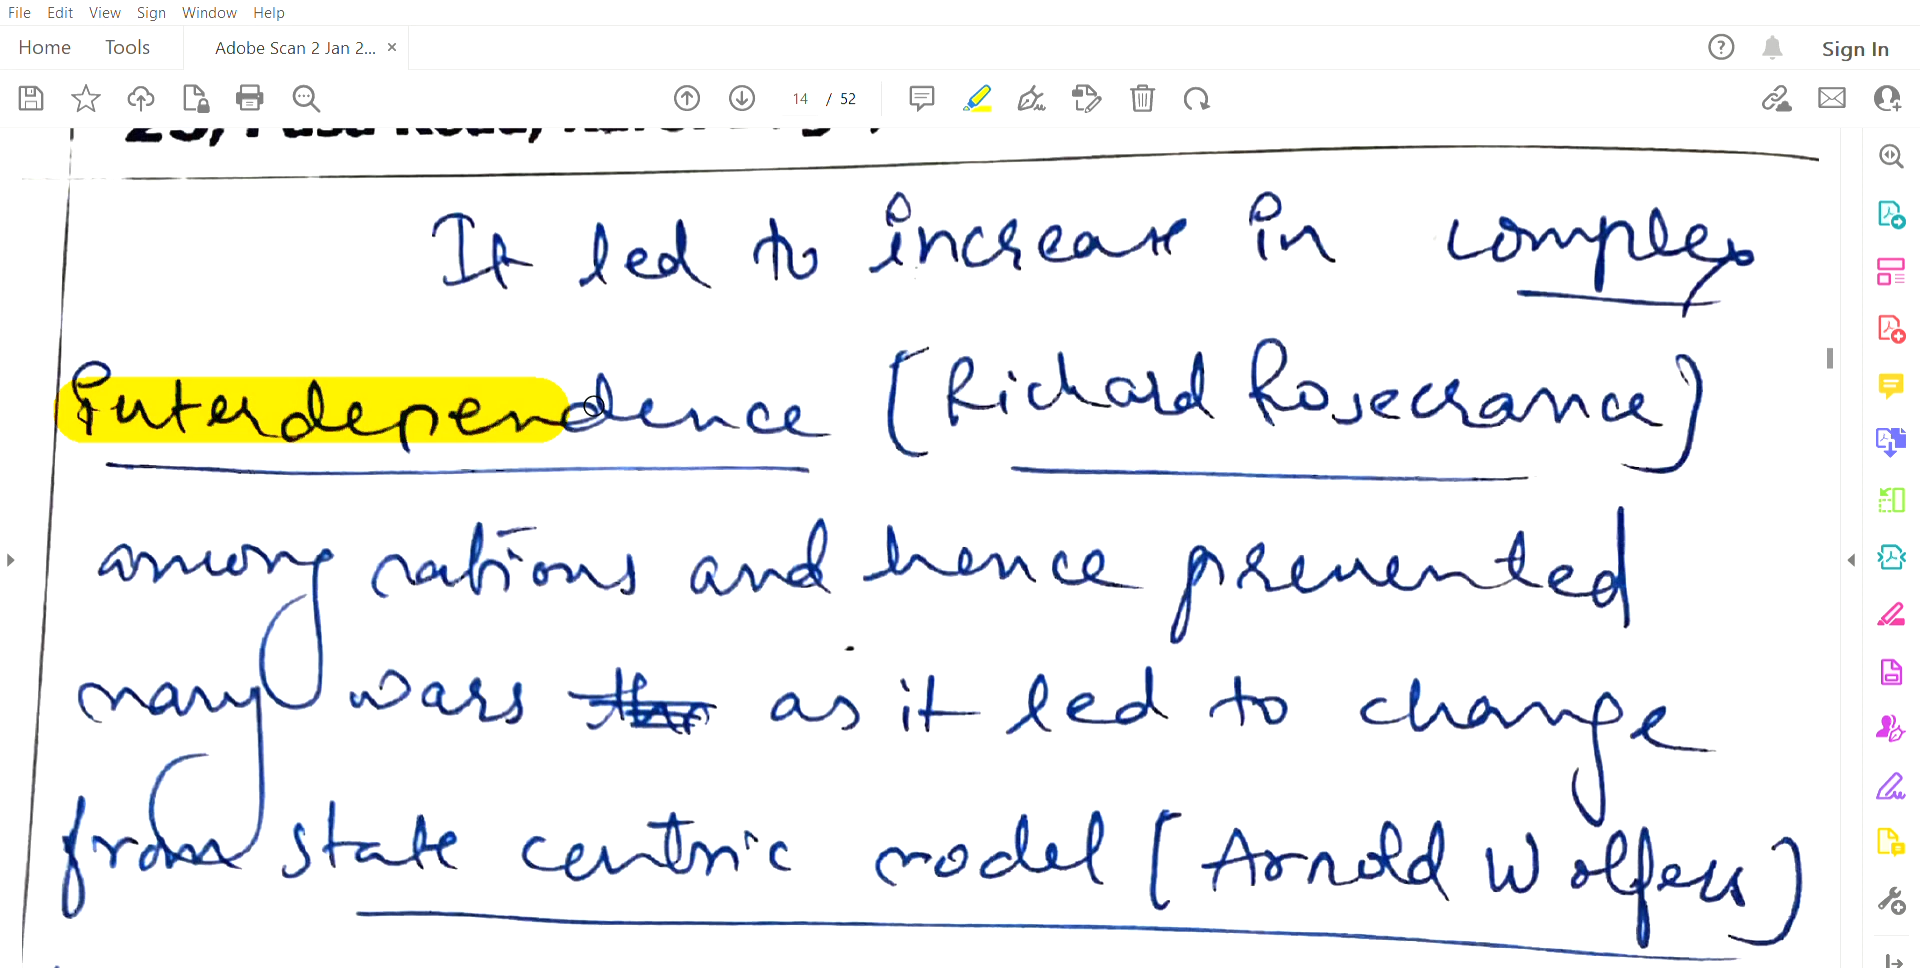 File Edit View Sign Window Help
Home Tools Adobe Scan 2 Jan 2... × Sign In
14 / 52
It led to increase in complex
interdependence [Richard Rosecrance]
among nations and hence prevented
many wars as it led to change
from state centric model [Arnold Wolfers]